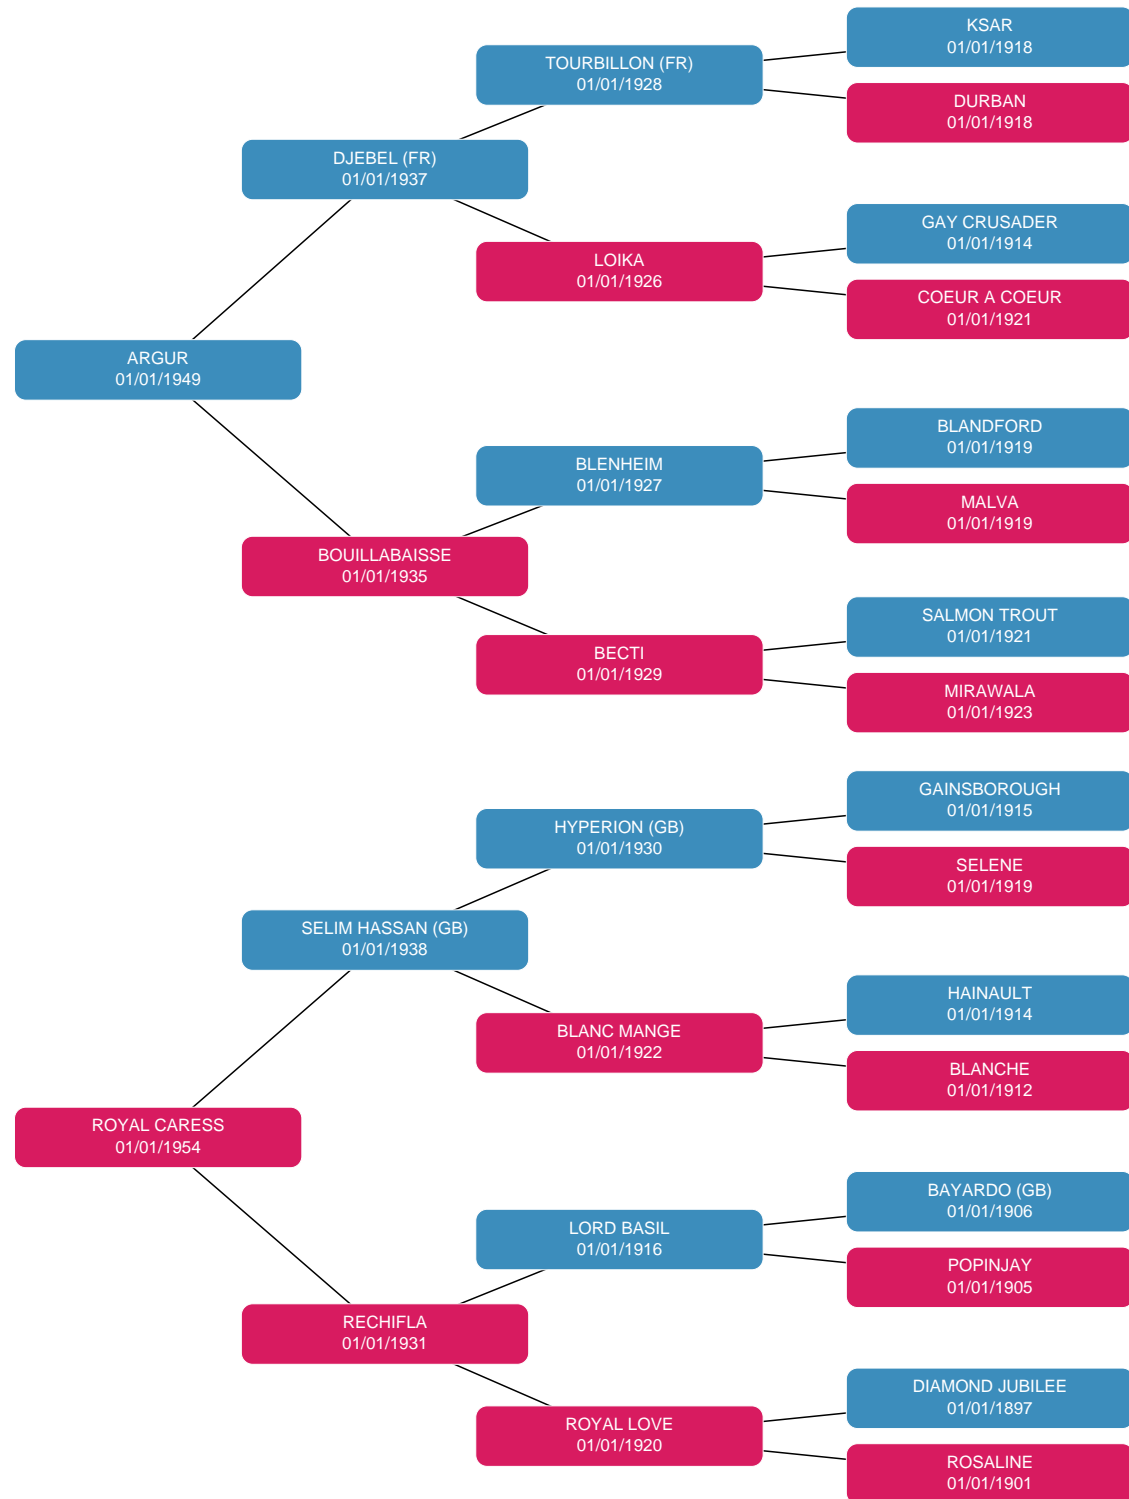 KSAR
01/01/1918
TOURBILLON (FR)
01/01/1928
DURBAN
01/01/1918
DJEBEL (FR)
01/01/1937
GAY CRUSADER
01/01/1914
LOIKA
01/01/1926
COEUR A COEUR
01/01/1921
ARGUR
01/01/1949
BLANDFORD
01/01/1919
BLENHEIM
01/01/1927
MALVA
01/01/1919
BOUILLABAISSE
01/01/1935
SALMON TROUT
01/01/1921
BECTI
01/01/1929
MIRAWALA
01/01/1923
GAINSBOROUGH
01/01/1915
HYPERION (GB)
01/01/1930
SELENE
01/01/1919
SELIM HASSAN (GB)
01/01/1938
HAINAULT
01/01/1914
BLANC MANGE
01/01/1922
BLANCHE
01/01/1912
ROYAL CARESS
01/01/1954
BAYARDO (GB)
01/01/1906
LORD BASIL
01/01/1916
POPINJAY
01/01/1905
RECHIFLA
01/01/1931
DIAMOND JUBILEE
01/01/1897
ROYAL LOVE
01/01/1920
ROSALINE
01/01/1901